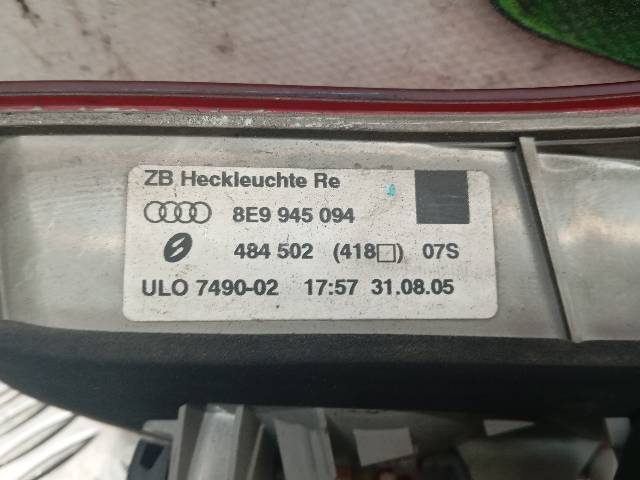 ZB Heckleuchte Re
8E9 945 094
484 502 (418□) 07S
ULO 7490-02 17:57 31.08.05